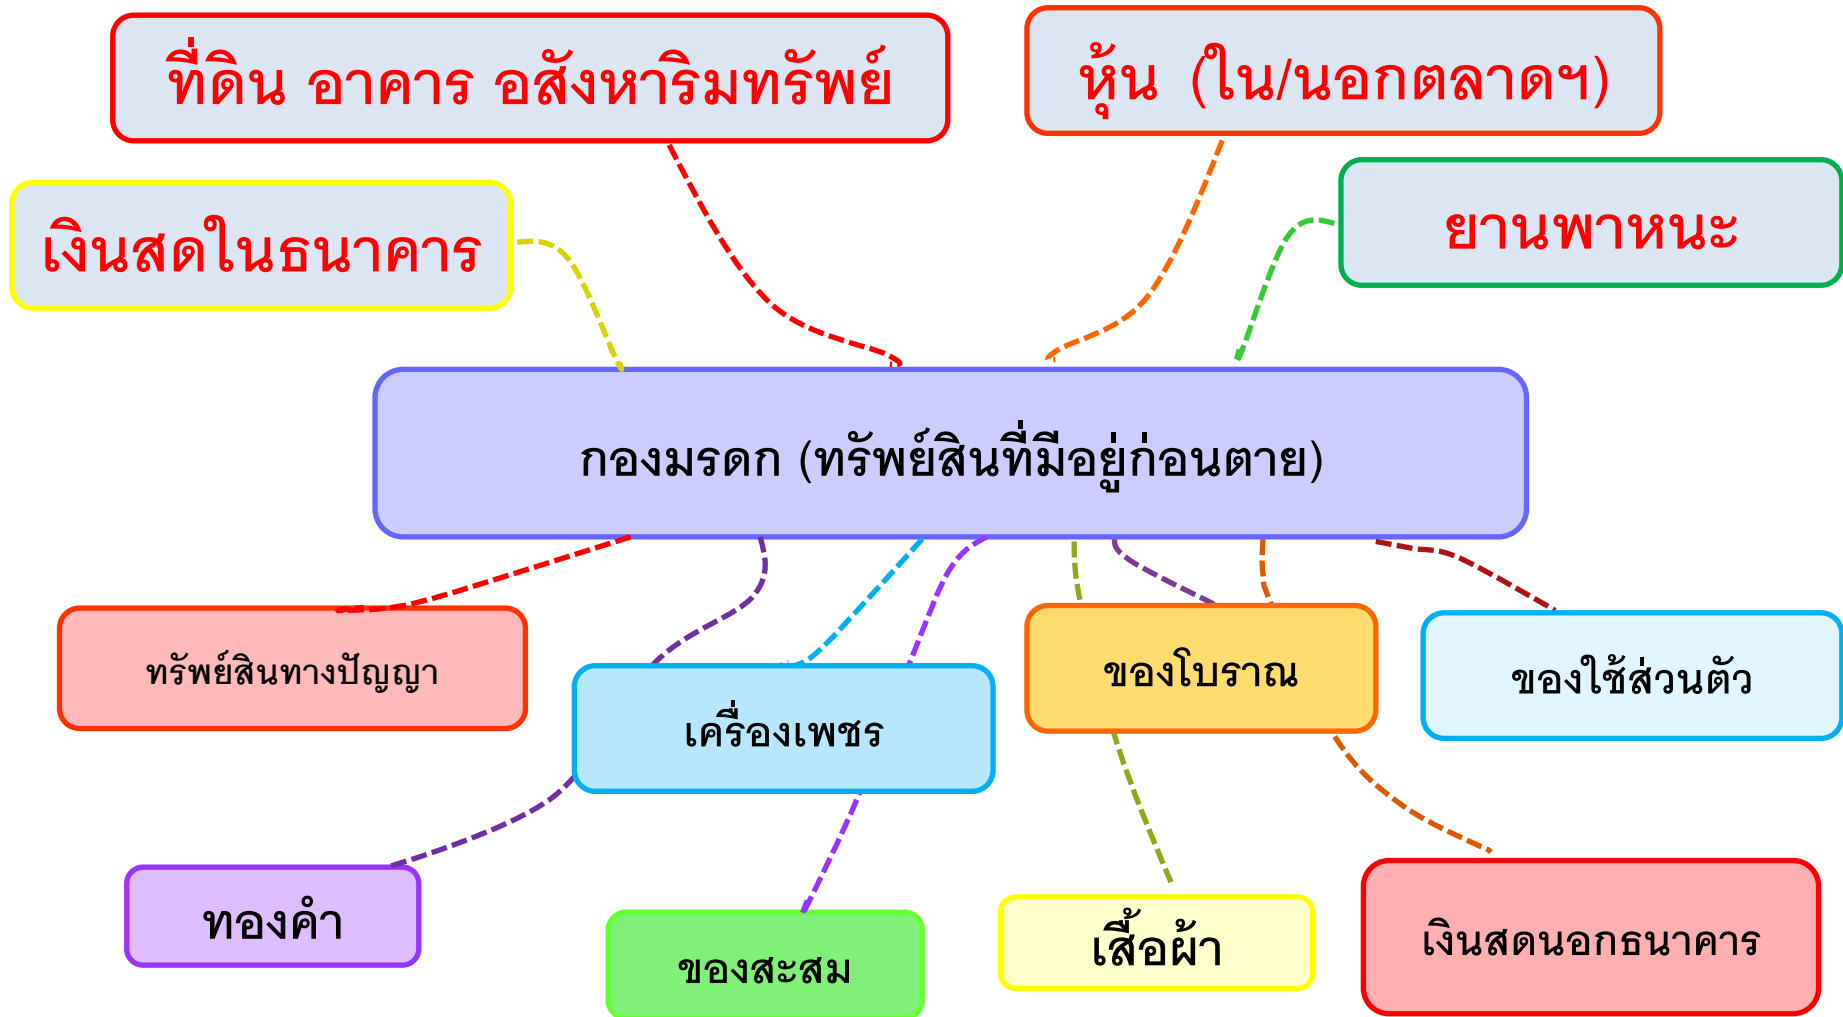 ที่ดิน อาคาร อสังหาริมทรัพย์
หุ้น (ใน/นอกตลาดฯ)
เงินสดในธนาคาร
ยานพาหนะ
กองมรดก (ทรัพย์สินที่มีอยู่ก่อนตาย)
ทรัพย์สินทางปัญญา
เครื่องเพชร
ของโบราณ
ของใช้ส่วนตัว
ทองคำ
ของสะสม
เสื้อผ้า
เงินสดนอกธนาคาร